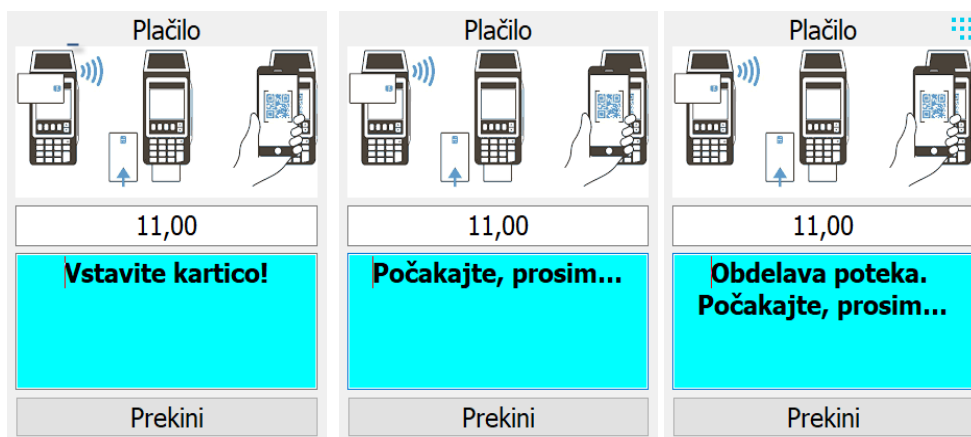 Plačilo
11,00
Vstavite kartico!
Prekini
Plačilo
11,00
Počakajte, prosim...
Prekini
Plačilo
11,00
Obdelava poteka.
Počakajte, prosim...
Prekini